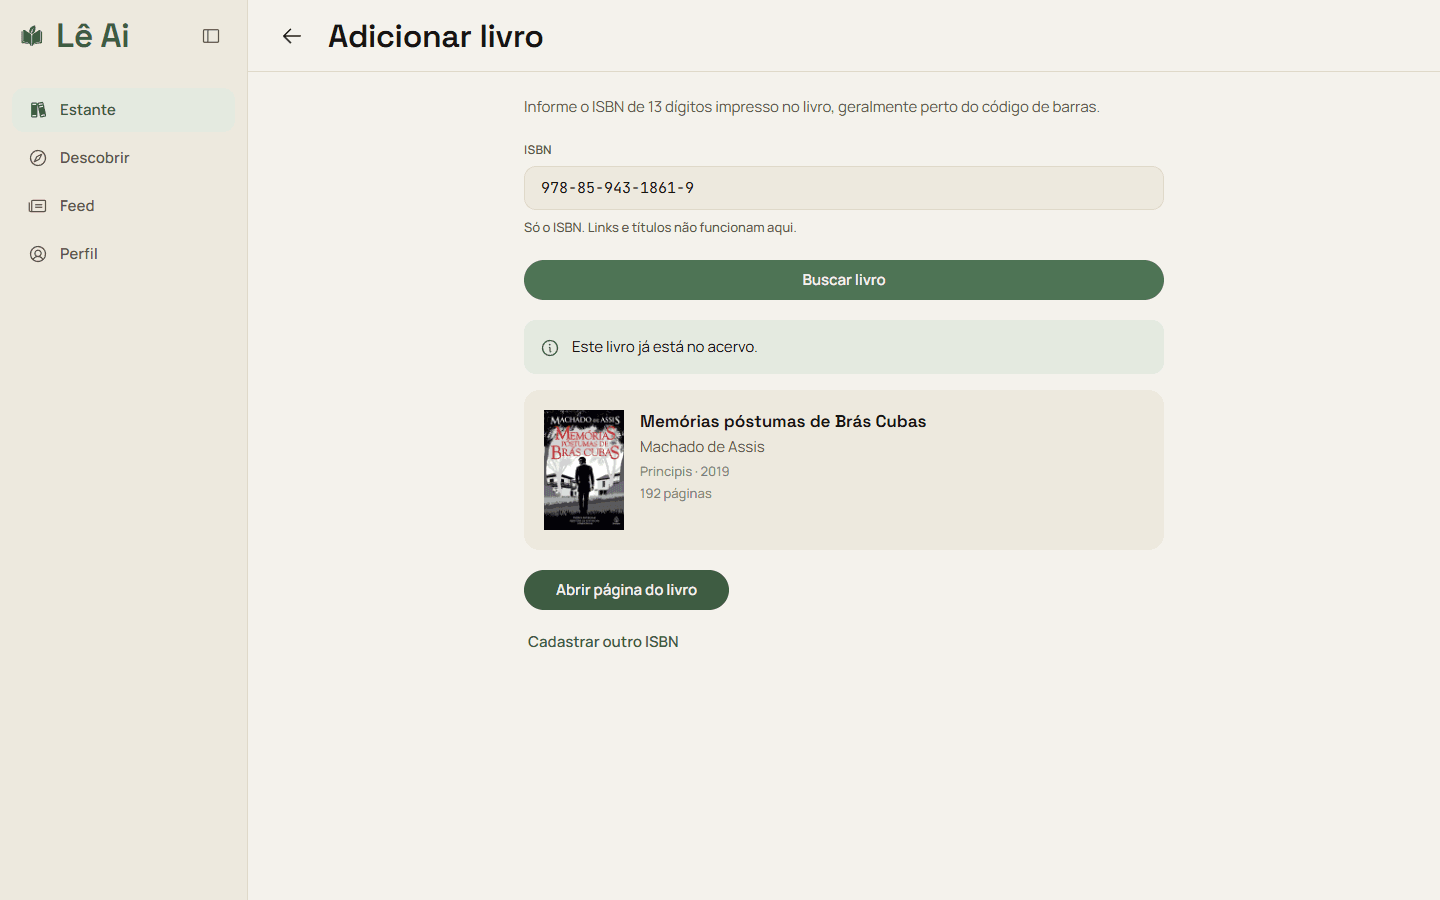 Lê Ai
Adicionar livro
Estante
Descobrir
Feed
Perfil
Informe o ISBN de 13 dígitos impresso no livro, geralmente perto do código de barras.
ISBN
978-85-943-1861-9
Só o ISBN. Links e títulos não funcionam aqui.
Buscar livro
Este livro já está no acervo.
MACHADO DE ASSIS
MEMÓRIAS
PÓSTUMAS DE
BRÁS CUBAS
Memórias póstumas de Brás Cubas
Machado de Assis
Principis · 2019
192 páginas
Abrir página do livro
Cadastrar outro ISBN